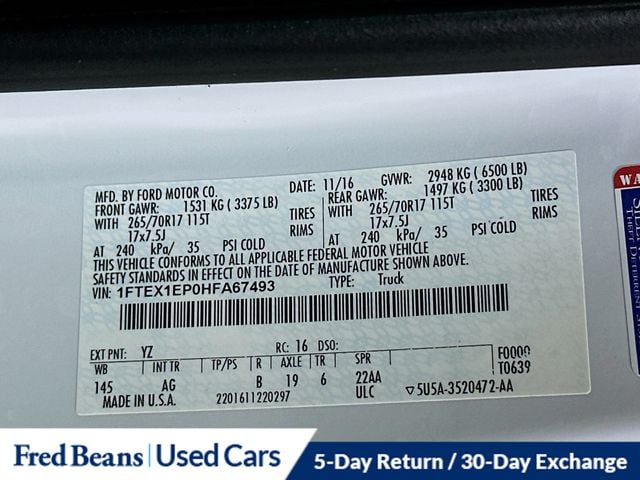 MFD. BY FORD MOTOR CO.
DATE: 11/16 GVWR: 2948 KG ( 6500 LB)
FRONT GAWR: 1531 KG ( 3375 LB) REAR GAWR: 1497 KG ( 3300 LB)
WITH 265/70R17 115T TIRES WITH 265/70R17 115T TIRES
17x7.5J RIMS 17x7.5J RIMS
AT 240 kPa/ 35 PSI COLD AT 240 kPa/ 35 PSI COLD
THIS VEHICLE CONFORMS TO ALL APPLICABLE FEDERAL MOTOR VEHICLE
SAFETY STANDARDS IN EFFECT ON THE DATE OF MANUFACTURE SHOWN ABOVE.
VIN: 1FTEX1EP0HFA67493 TYPE: Truck
EXT PNT: YZ RC: 16 DSO: F0000
WB INT TR TP/PS R AXLE TR SPR T0639
145 AG B 19 6 22AA
MADE IN U.S.A. 2201611220297 ULC 5U5A-3520472-AA
WA
Fred Beans Used Cars
5-Day Return / 30-Day Exchange